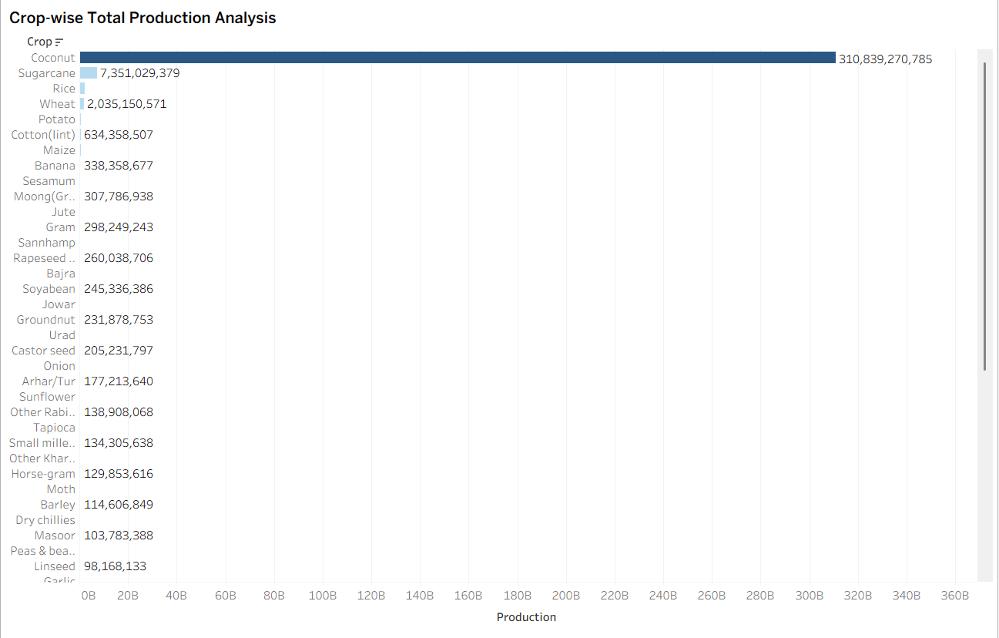 Crop-wise Total Production Analysis
Crop
Coconut 310,839,270,785
Sugarcane 7,351,029,379
Rice
Wheat 2,035,150,571
Potato
Cotton(lint) 634,358,507
Maize
Banana 338,358,677
Sesamum
Moong(Gr.. 307,786,938
Jute
Gram 298,249,243
Sannhamp
Rapeseed .. 260,038,706
Bajra
Soyabean 245,336,386
Jowar
Groundnut 231,878,753
Urad
Castor seed 205,231,797
Onion
Arhar/Tur 177,213,640
Sunflower
Other Rabi.. 138,908,068
Tapioca
Small mille.. 134,305,638
Other Khar..
Horse-gram 129,853,616
Moth
Barley 114,606,849
Dry chillies
Masoor 103,783,388
Peas & bea..
Linseed 98,168,133
Garlic
0B 20B 40B 60B 80B 100B 120B 140B 160B 180B 200B 220B 240B 260B 280B 300B 320B 340B 360B
Production